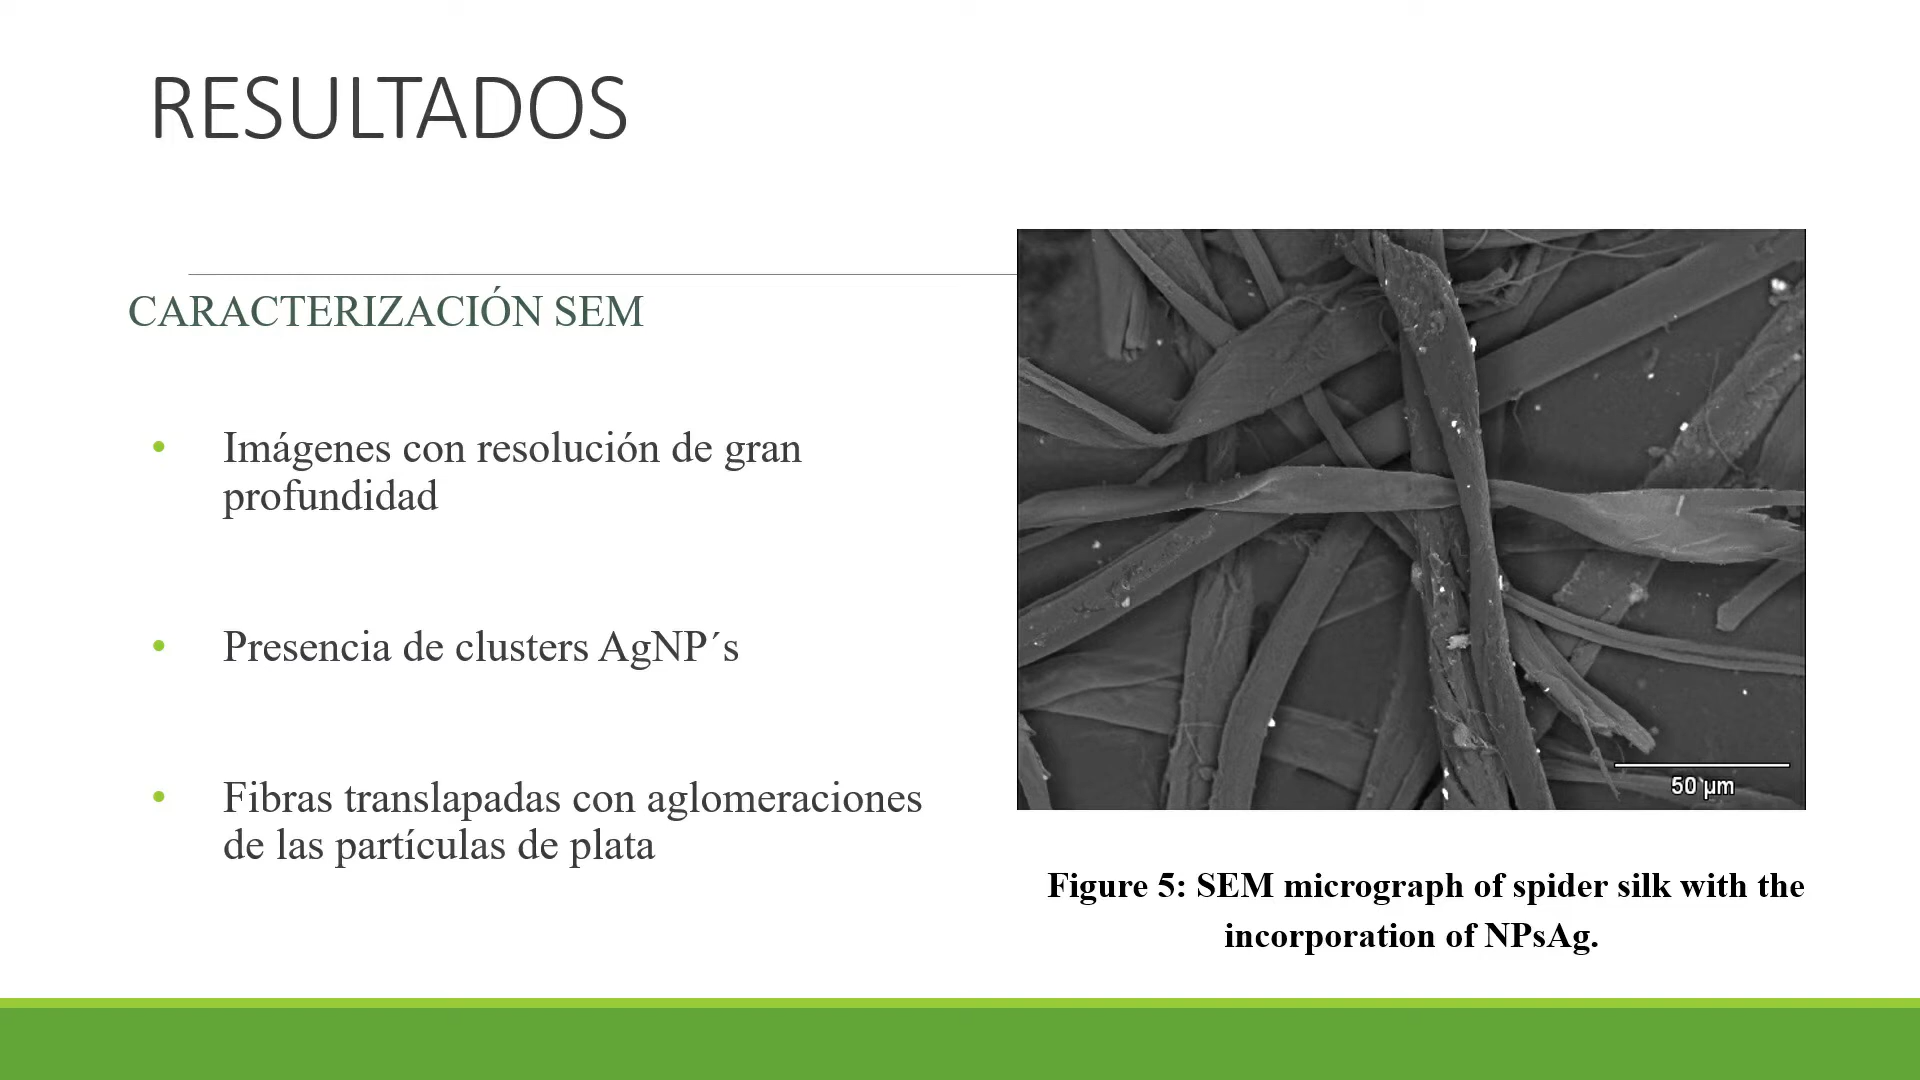 RESULTADOS
CARACTERIZACIÓN SEM
• Imágenes con resolución de gran
profundidad
• Presencia de clusters AgNP´s
• Fibras translapadas con aglomeraciones
de las partículas de plata
50 µm
Figure 5: SEM micrograph of spider silk with the
incorporation of NPsAg.